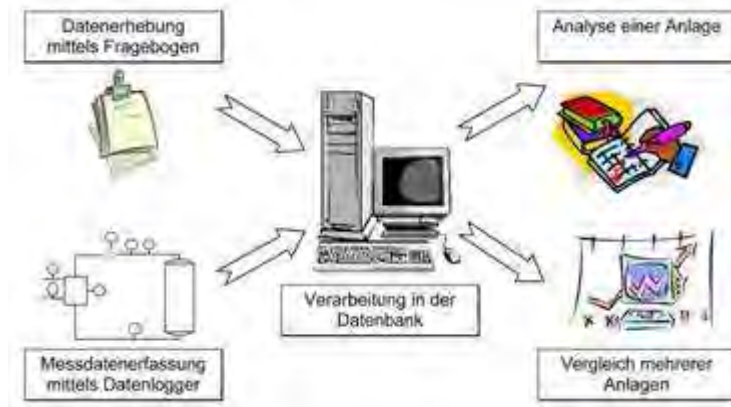 Datenerhebung
mittels Fragebogen
Analyse einer Anlage
Verarbeitung in der
Datenbank
Messdatenerfassung
mittels Datenlogger
Vergleich mehrerer
Anlagen